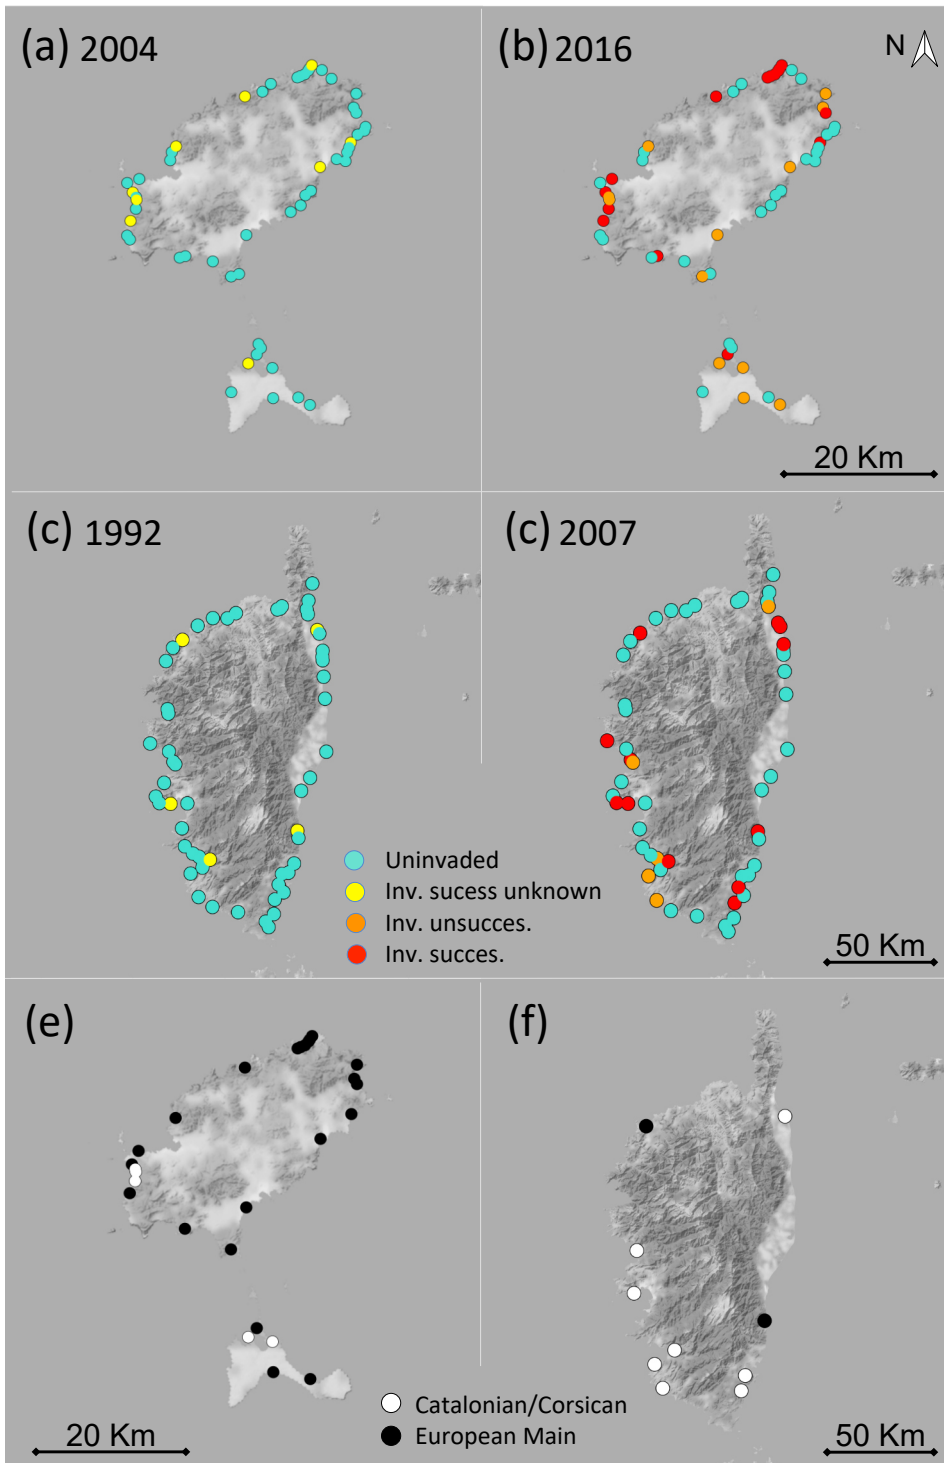 (a) 2004
(b) 2016
N
20 Km
(c) 1992
(c) 2007
Uninvaded
Inv. sucess unknown
Inv. unsucces.
Inv. succes.
50 Km
(e)
(f)
Catalonian/Corsican
European Main
20 Km
50 Km